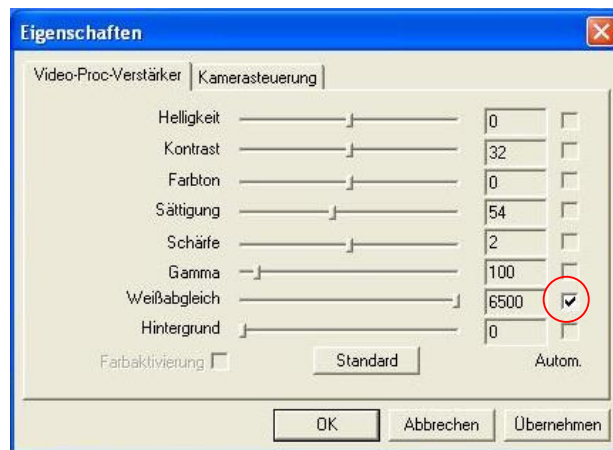 Eigenschaften
Video-Proc-Verstärker Kamerasteuerung
Helligkeit 0
Kontrast 32
Farbton 0
Sättigung 54
Schärfe 2
Gamma 100
Weißabgleich 6500
Hintergrund 0
Farbaktivierung Standard Autom.
OK Abbrechen Übernehmen